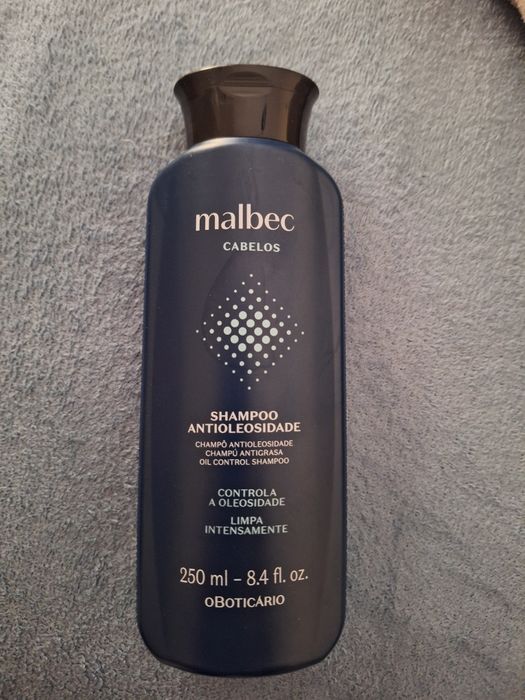 malbec
CABELOS
SHAMPOO
ANTIOLEOSIDADE
CHAMPÔ ANTIOLEOSIDADE
CHAMPÚ ANTIGRASA
OIL CONTROL SHAMPOO
CONTROLA
A OLEOSIDADE
LIMPA
INTENSAMENTE
250 ml – 8.4 fl. oz.
oBOTICÁRIO